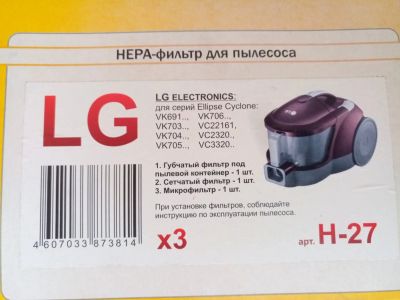 HEPA-фильтр для пылесоса
LG
LG ELECTRONICS:
для серий Ellipse Cyclone:
VK691.., VK706..,
VK703.., VC22161,
VK704.., VC2320.,
VK705.., VC3320..
1. Губчатый фильтр под
пылевой контейнер - 1 шт.
2. Сетчатый фильтр - 1 шт.
3. Микрофильтр - 1 шт.
При установке фильтров, соблюдайте
инструкцию по эксплуатации пылесоса.
4 607033 873814
x3
арт. H-27